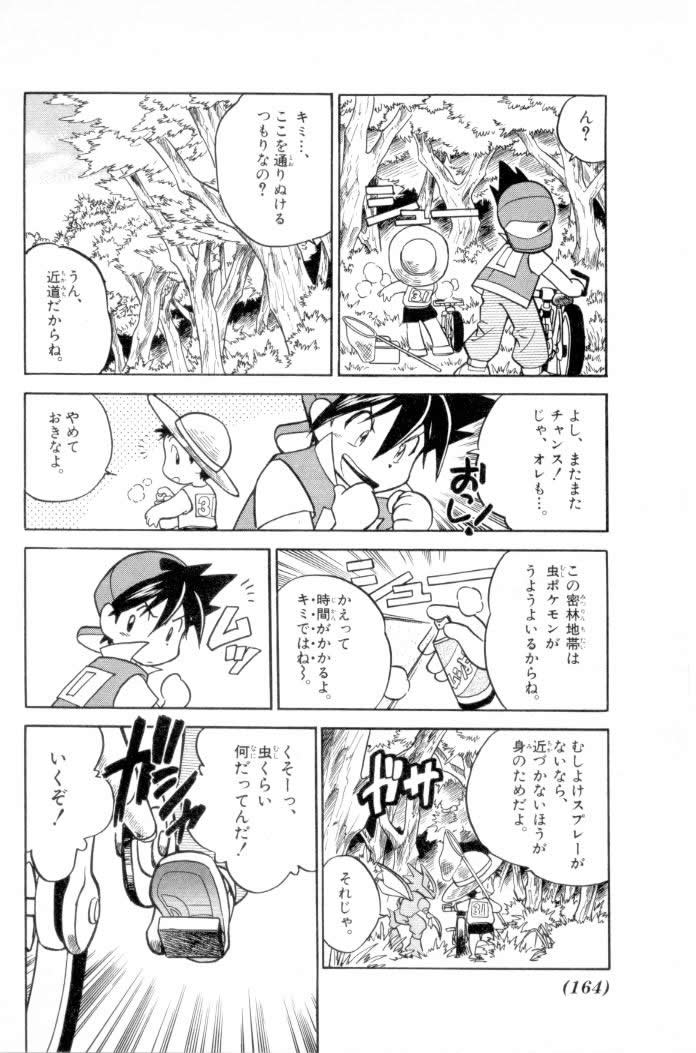 ん?
シュー
31
キミ…、
ここを通りぬける
つもりなの?
うん、
近道だからね。
よし、またまた
チャンス!
じゃ、オレも…。
おっし!
やめて
おきなよ。
31
この密林地帯は
虫ポケモンが
うようよいるからね。
シュー
かえって
時間がかかるよ。
キミではね〜。
ムッ
むしよけスプレーが
ないなら、
近づかないほうが
身のためだよ。
ガサ
31
それじゃ。
くそーっ、
虫くらい
何だってんだ!
ガシャ
いくぞ!
(164)